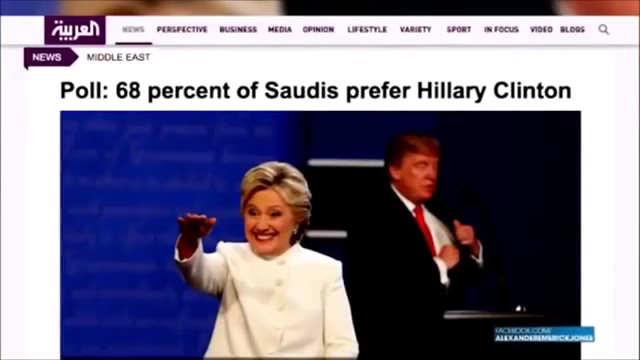 العربية
NEWS PERSPECTIVE BUSINESS MEDIA OPINION LIFESTYLE VARIETY SPORT IN FOCUS VIDEO BLOGS
NEWS MIDDLE EAST
Poll: 68 percent of Saudis prefer Hillary Clinton
FACEBOOK.COM/
ALEXANDEREMERICKJONES